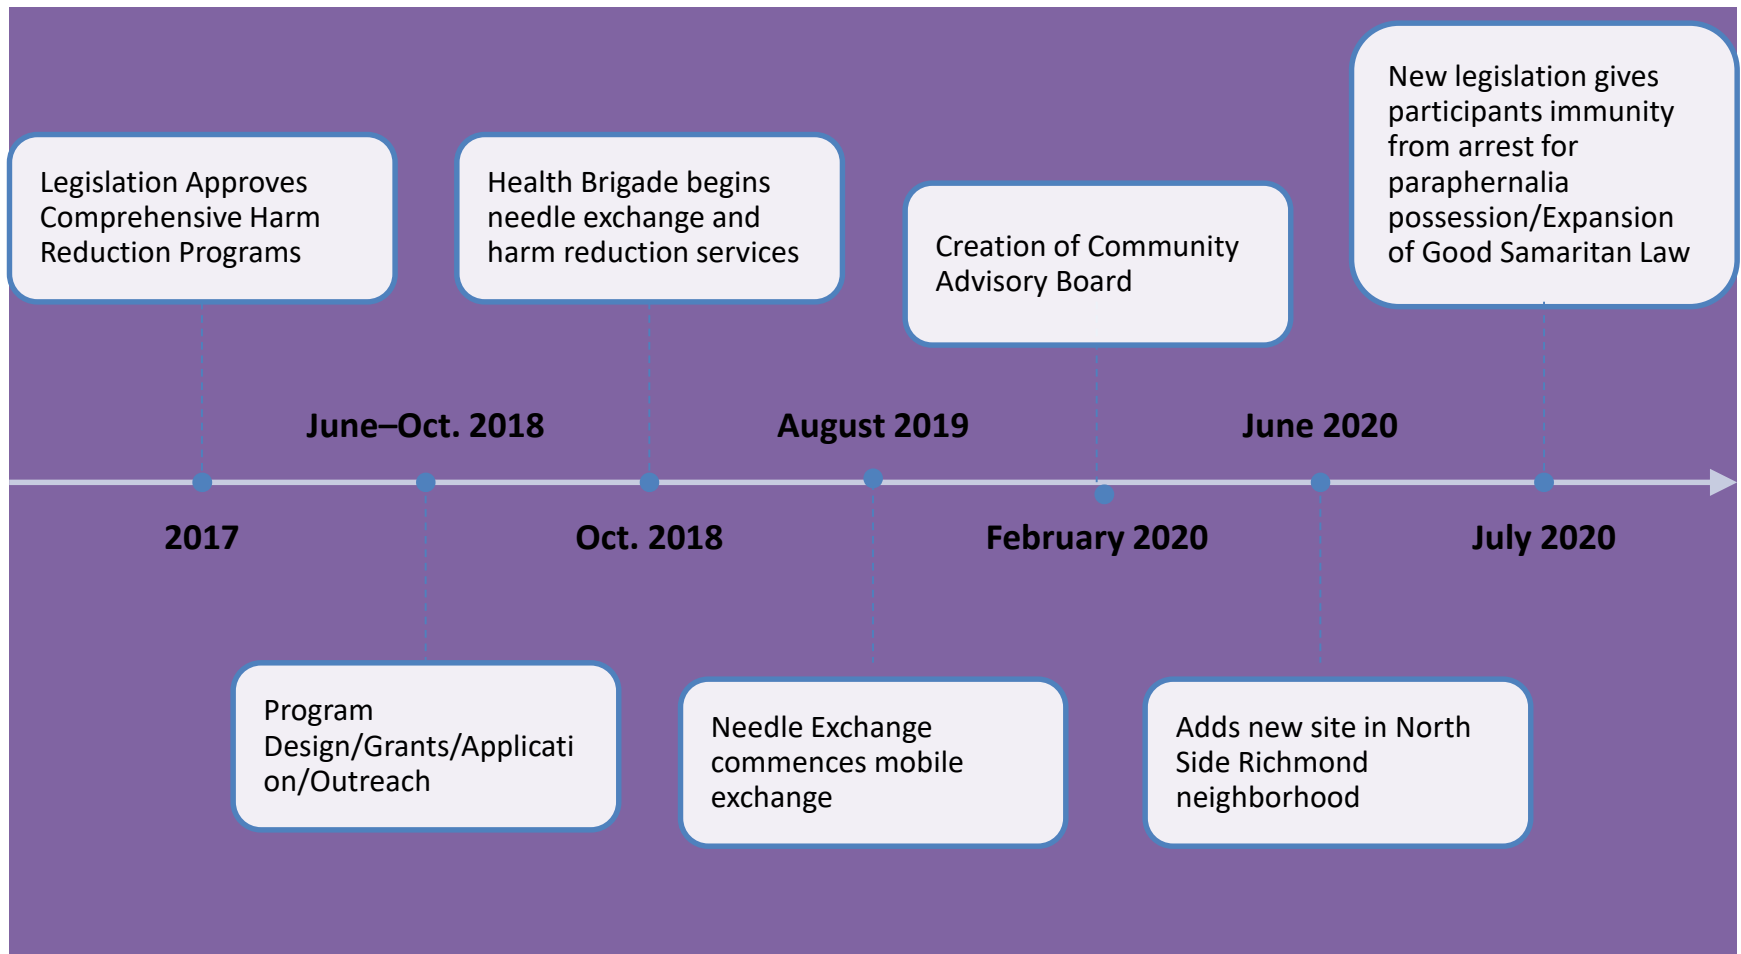 Legislation Approves
Comprehensive Harm
Reduction Programs
Health Brigade begins
needle exchange and
harm reduction services
Creation of Community
Advisory Board
New legislation gives
participants immunity
from arrest for
paraphernalia
possession/Expansion
of Good Samaritan Law
June–Oct. 2018
August 2019
June 2020
2017
Oct. 2018
February 2020
July 2020
Program
Design/Grants/Applicati
on/Outreach
Needle Exchange
commences mobile
exchange
Adds new site in North
Side Richmond
neighborhood